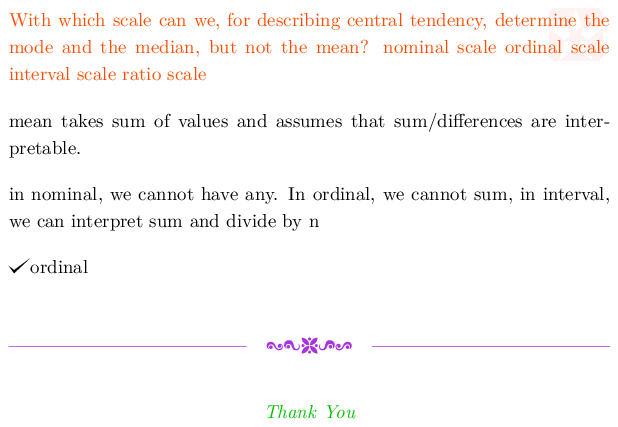 With which scale can we, for describing central tendency, determine the
mode and the median, but not the mean? nominal scale ordinal scale
interval scale ratio scale
mean takes sum of values and assumes that sum/differences are inter-
pretable.
in nominal, we cannot have any. In ordinal, we cannot sum, in interval,
we can interpret sum and divide by n
✓ordinal
Thank You